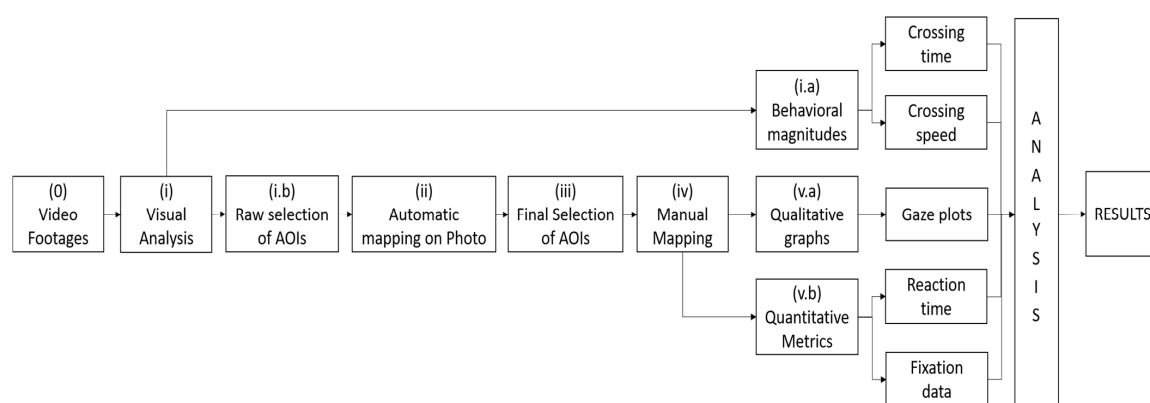 Crossing
time
(i.a)
Behavioral
magnitudes
Crossing
speed
(0)
Video
Footages
(i)
Visual
Analysis
(i.b)
Raw selection
of AOIs
(ii)
Automatic
mapping on Photo
(iii)
Final Selection
of AOIs
(iv)
Manual
Mapping
(v.a)
Qualitative
graphs
Gaze plots
(v.b)
Quantitative
Metrics
Reaction
time
Fixation
data
A
N
A
L
Y
S
I
S
RESULTS